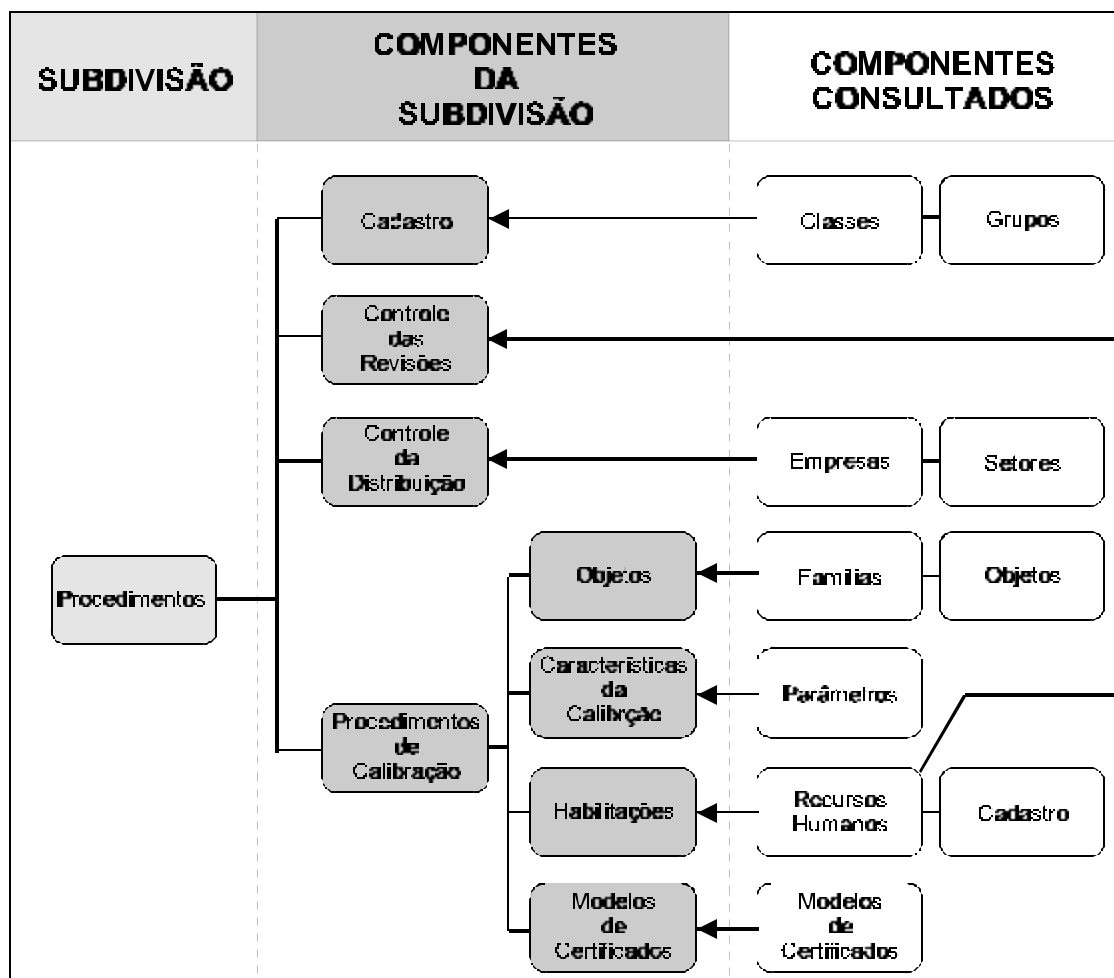 SUBDIVISÃO
COMPONENTES
DA
SUBDIVISÃO
COMPONENTES
CONSULTADOS
Cadastro
Classes
Grupos
Controle
das
Revisões
Controle
da
Distribuição
Empresas
Setores
Procedimentos
Objetos
Famílias
Objetos
Características
da
Calibrção
Parâmetros
Procedimentos
de
Calibração
Habilitações
Recursos
Humanos
Cadastro
Modelos
de
Certificados
Modelos
de
Certificados